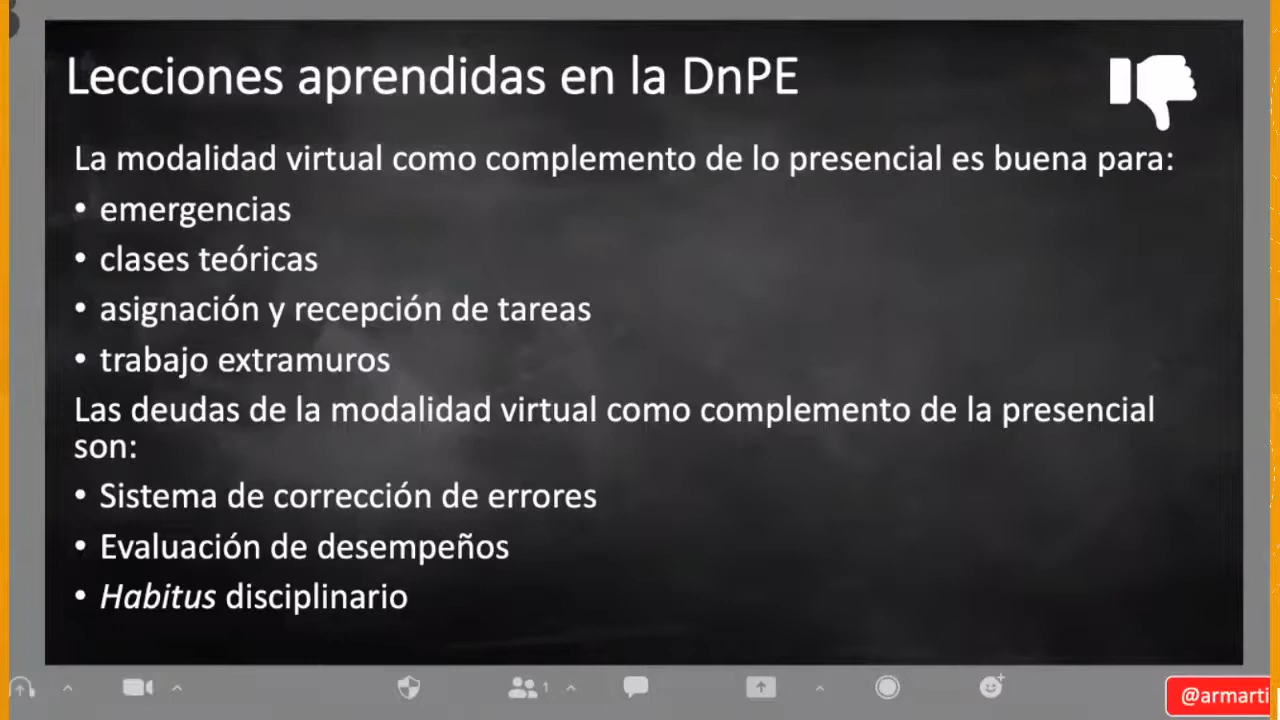 Lecciones aprendidas en la DnPE
La modalidad virtual como complemento de lo presencial es buena para:
• emergencias
• clases teóricas
• asignación y recepción de tareas
• trabajo extramuros
Las deudas de la modalidad virtual como complemento de la presencial
son:
• Sistema de corrección de errores
• Evaluación de desempeños
• Habitus disciplinario
1
@armarti